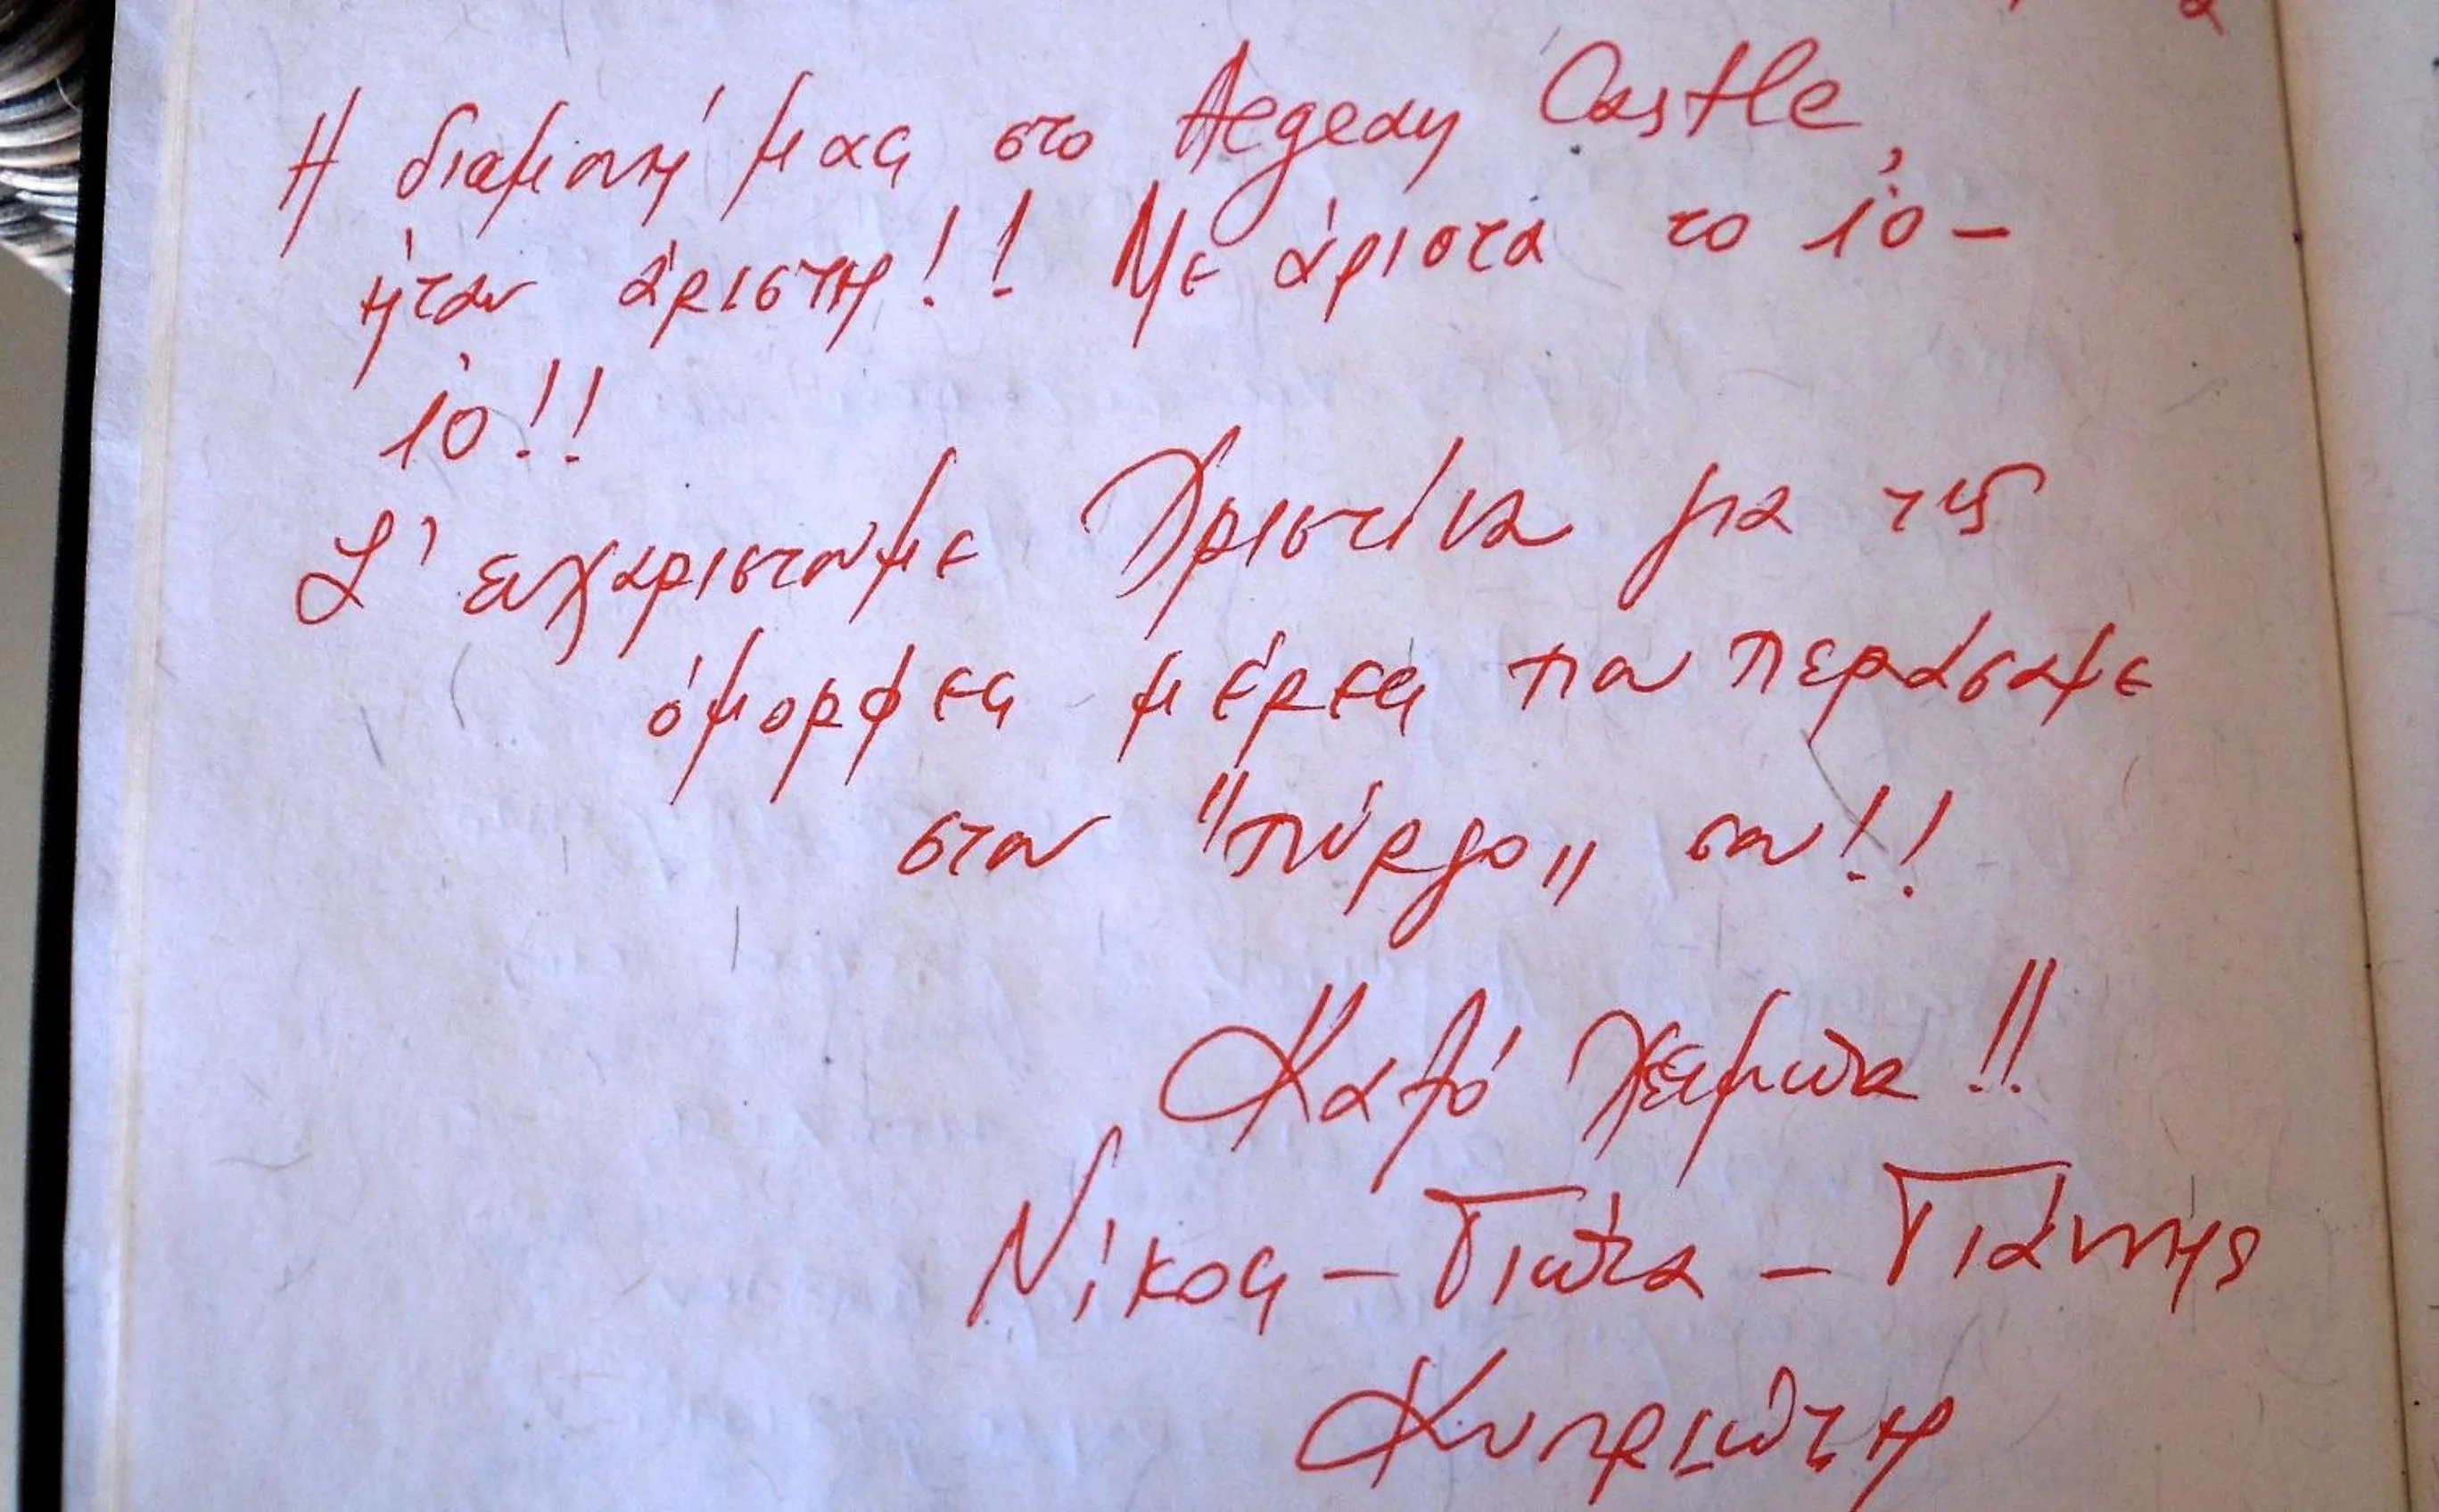 Η διαμονή μας στο Aegean Castle,
ήταν άριστη!! Με άριστα το 10-
10!!
Σ' ευχαριστούμε Χριστίνα για τις
όμορφες μέρες που περάσαμε
στον "πύργο" σου!!
Καλό χειμώνα!!
Νίκος - Γιώτα - Γιάννης
Κυπριώτη